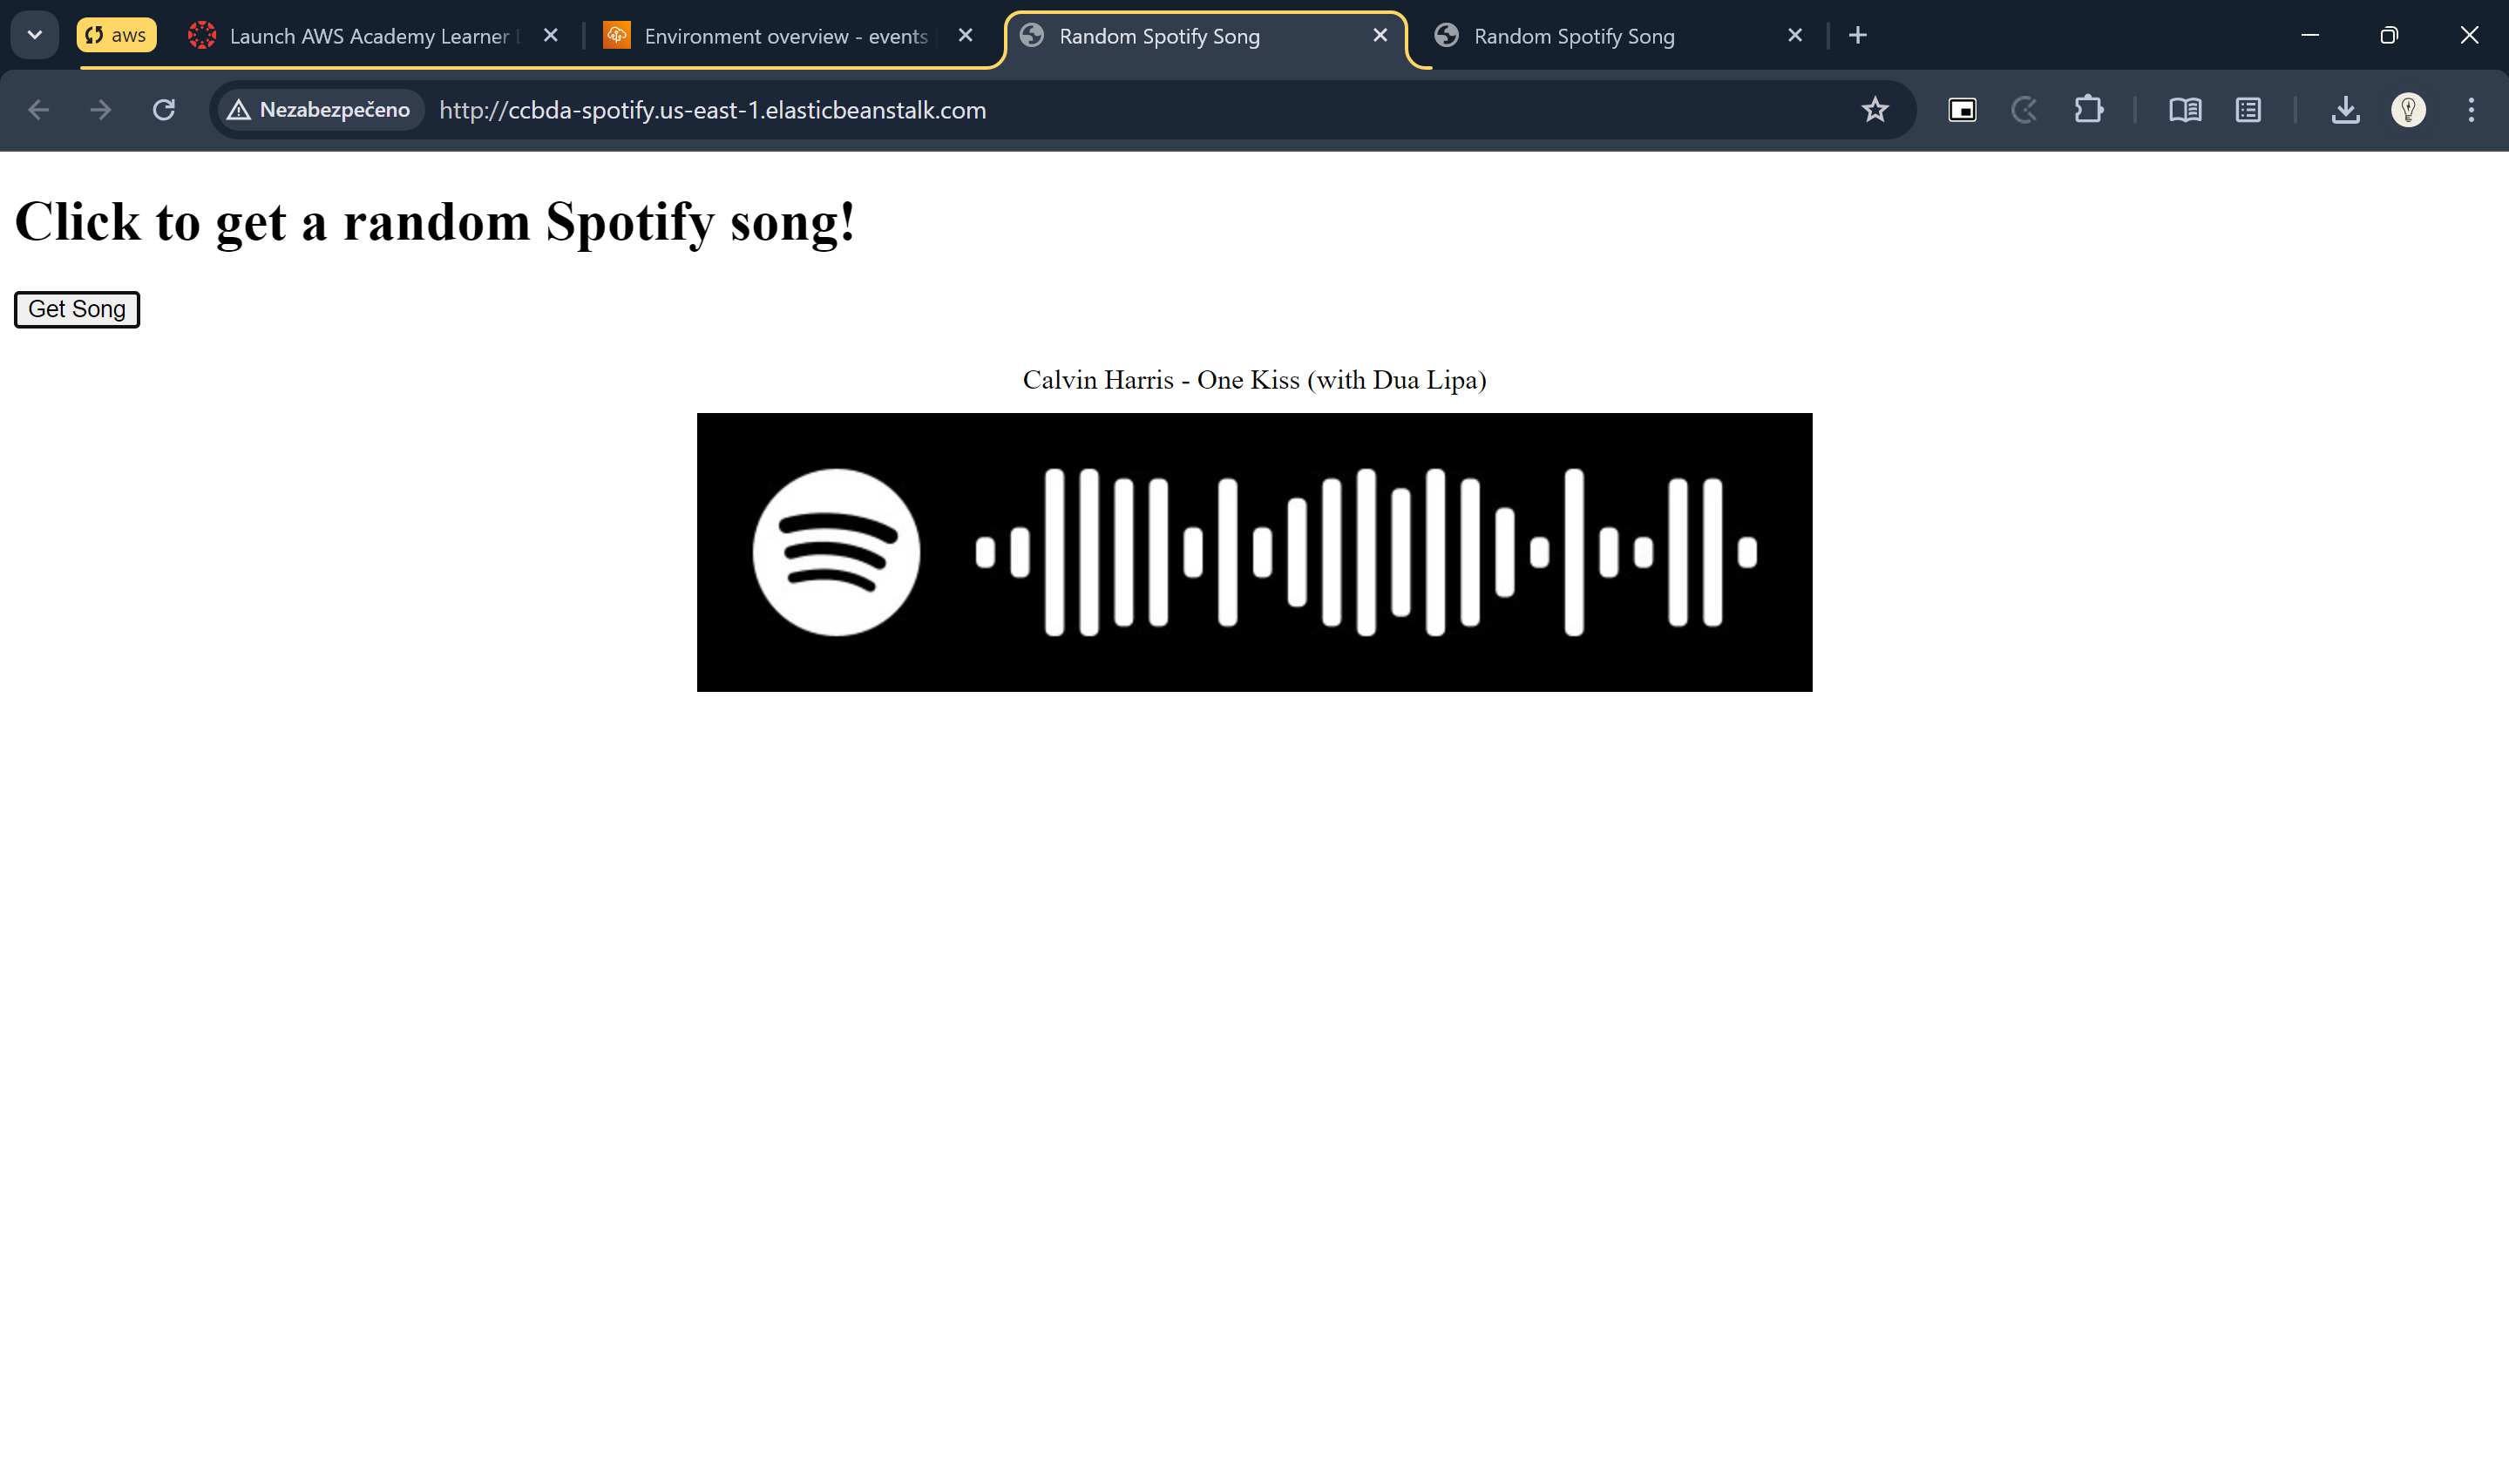 aws
Launch AWS Academy Learner
Environment overview - events
Random Spotify Song
Random Spotify Song
Nezabezpečeno
http://ccbda-spotify.us-east-1.elasticbeanstalk.com
Click to get a random Spotify song!
Get Song
Calvin Harris - One Kiss (with Dua Lipa)